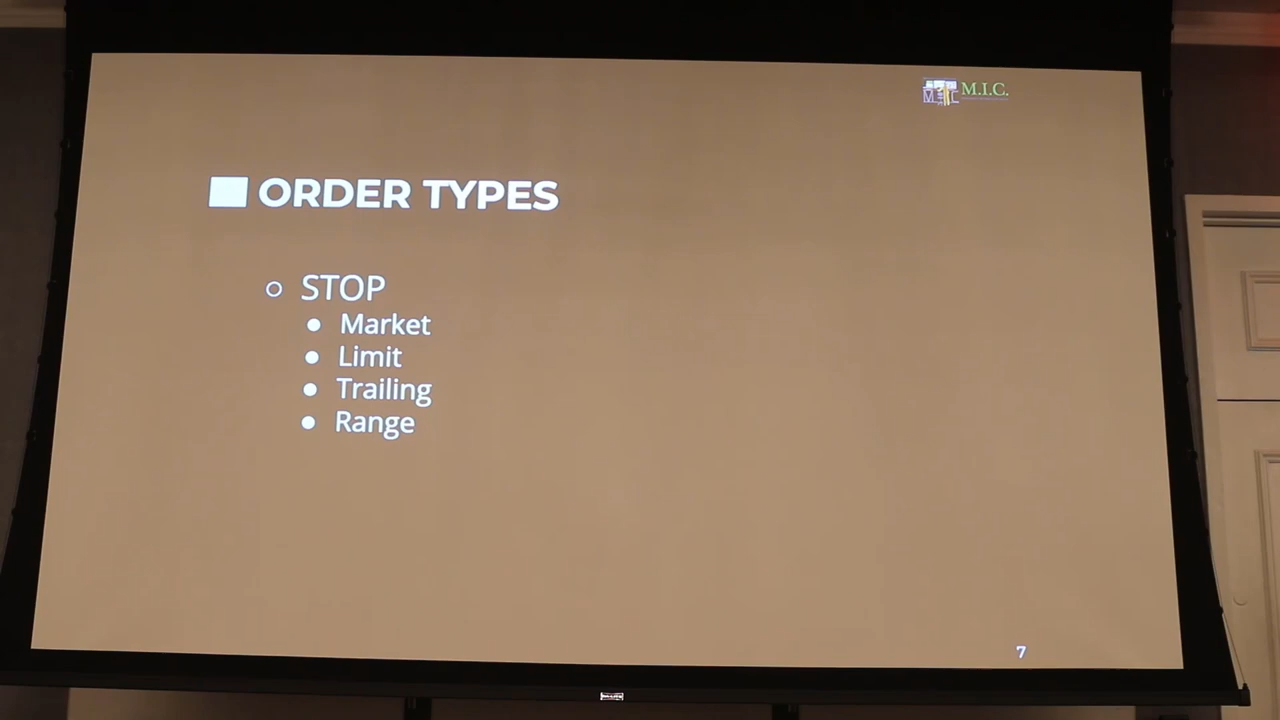 M.I.C.
ORDER TYPES
STOP
Market
Limit
Trailing
Range
7